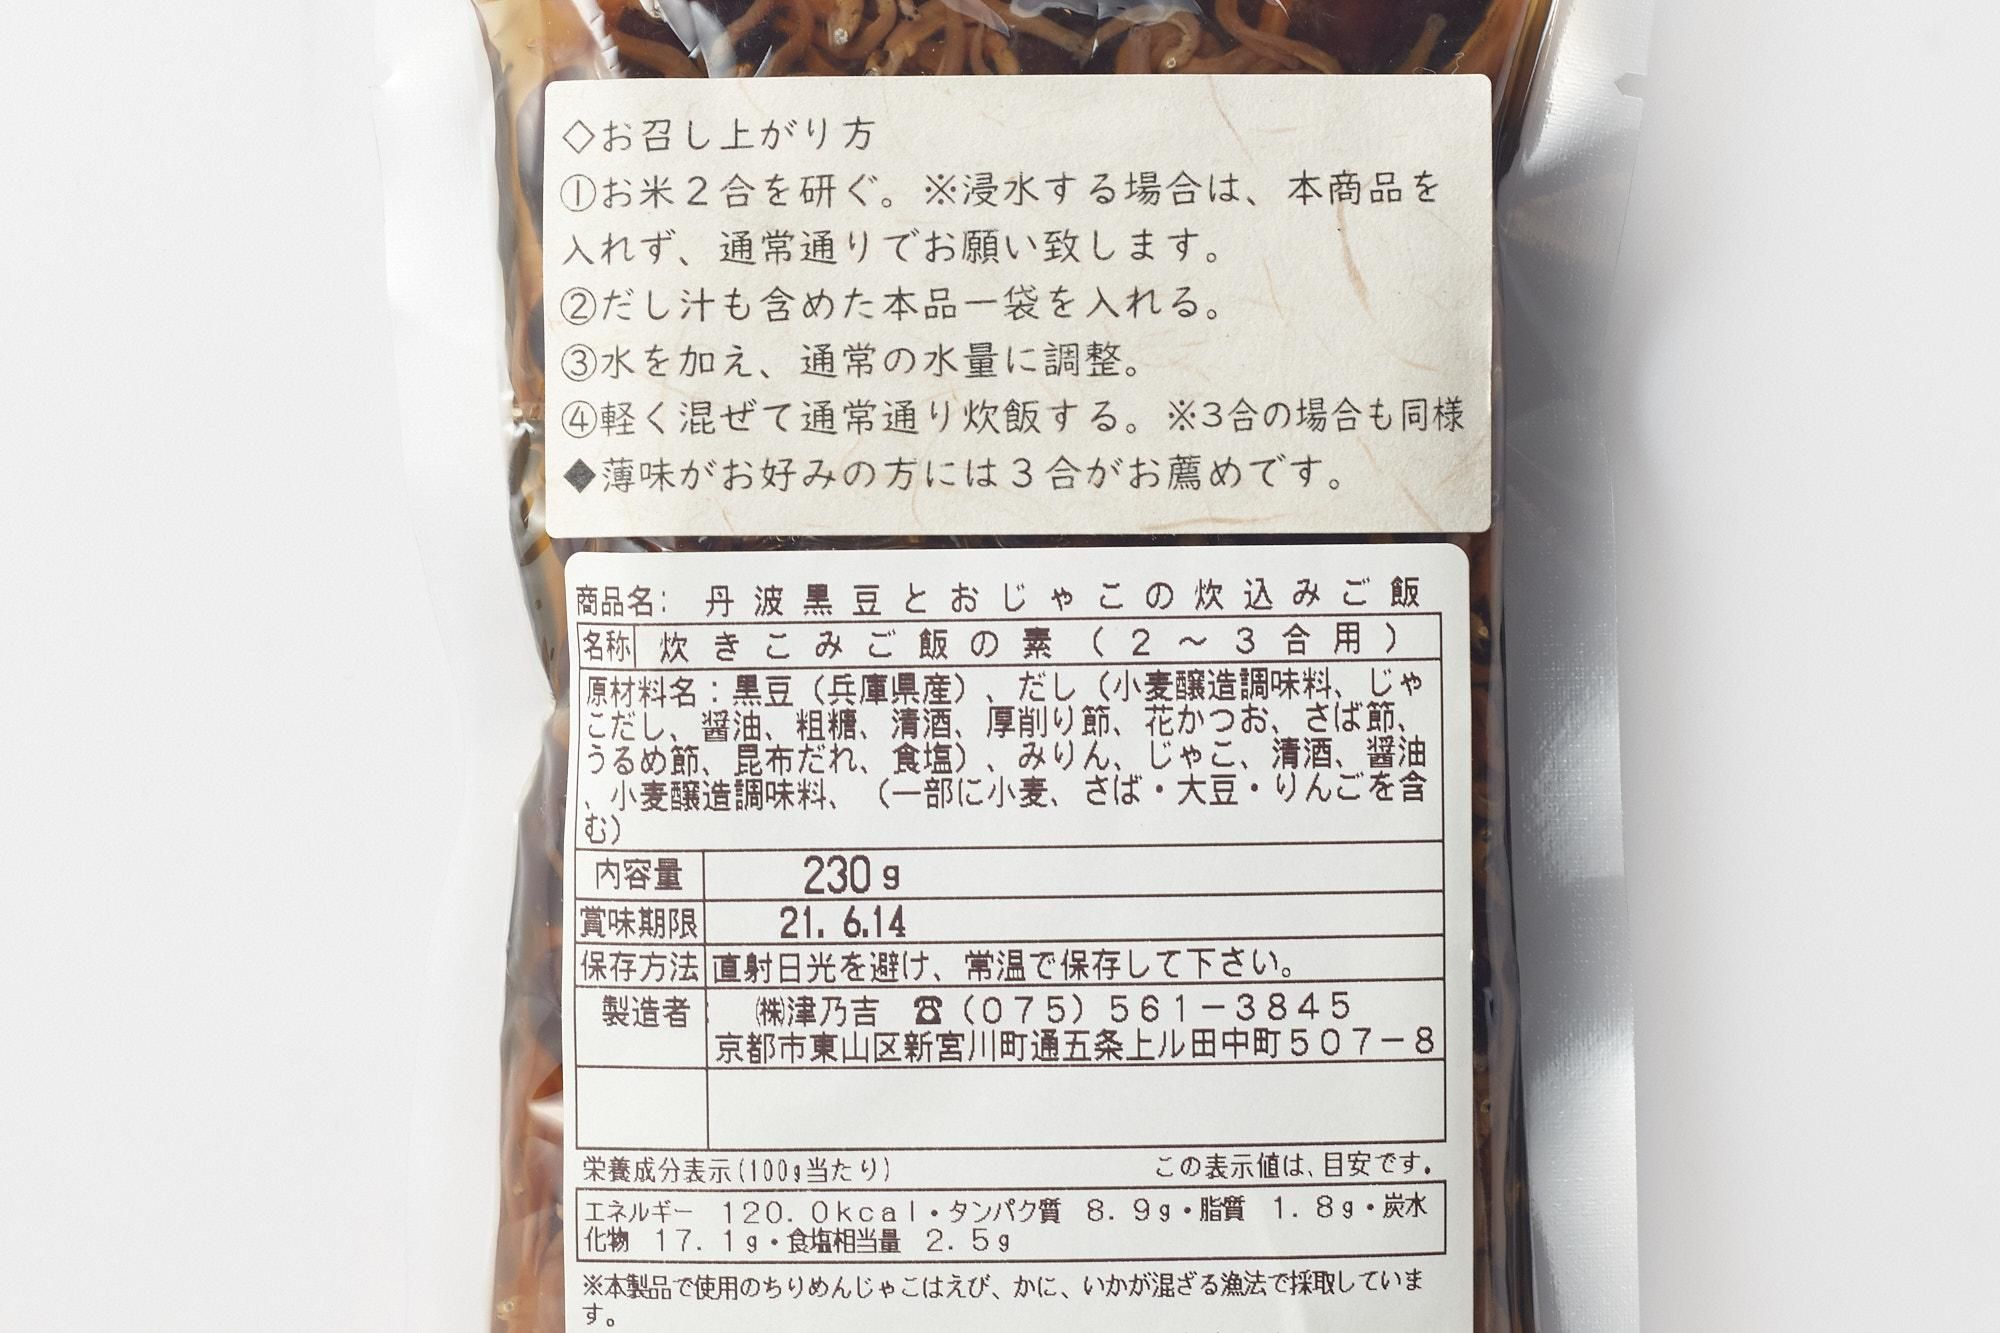 ◇お召し上がり方
①お米2合を研ぐ。※浸水する場合は、本商品を
入れず、通常通りでお願い致します。
②だし汁も含めた本品一袋を入れる。
③水を加え、通常の水量に調整。
④軽く混ぜて通常通り炊飯する。※3合の場合も同様
◆薄味がお好みの方には3合がお薦めです。
商品名: 丹波黒豆とおじゃこの炊込みご飯
名称 炊きこみご飯の素(2~3合用)
原材料名:黒豆(兵庫県産)、だし(小麦醸造調味料、じゃ
こだし、醤油、粗糖、清酒、厚削り節、花かつお、さば節、
うるめ節、昆布だれ、食塩)、みりん、じゃこ、清酒、醤油
、小麦醸造調味料、(一部に小麦、さば・大豆・りんごを含
む)
内容量 230g
賞味期限 21. 6.14
保存方法 直射日光を避け、常温で保存して下さい。
製造者: ㈱津乃吉 ☎(075)561-3845
京都市東山区新宮川町通五条上ル田中町507-8
栄養成分表示(100g当たり) この表示値は、目安です.
エネルギー 120.0kcal・タンパク質 8.9g・脂質 1.8g・炭水
化物 17.1g・食塩相当量 2.5g
※本製品で使用のちりめんじゃこはえび、かに、いかが混ざる漁法で採取していま
す。